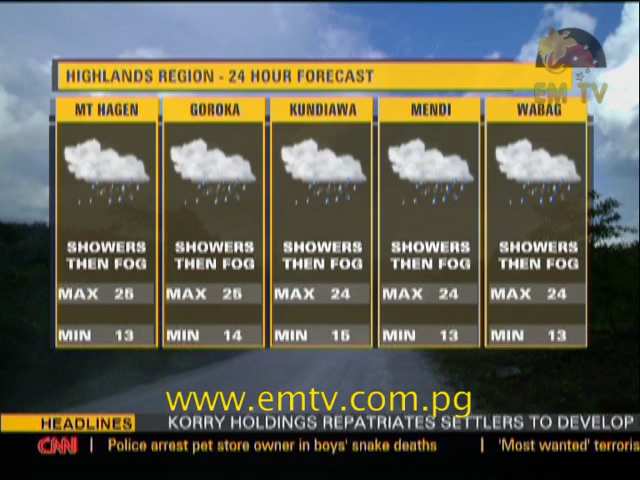 EM TV
HIGHLANDS REGION - 24 HOUR FORECAST
MT HAGEN GOROKA KUNDIAWA MENDI WABAG
SHOWERS THEN FOG SHOWERS THEN FOG SHOWERS THEN FOG SHOWERS THEN FOG SHOWERS THEN FOG
MAX 25 MAX 25 MAX 24 MAX 24 MAX 24
MIN 13 MIN 14 MIN 15 MIN 13 MIN 13
www.emtv.com.pg
HEADLINES KORRY HOLDINGS REPATRIATES SETTLERS TO DEVELOP
CNN | Police arrest pet store owner in boys' snake deaths | 'Most wanted' terroris